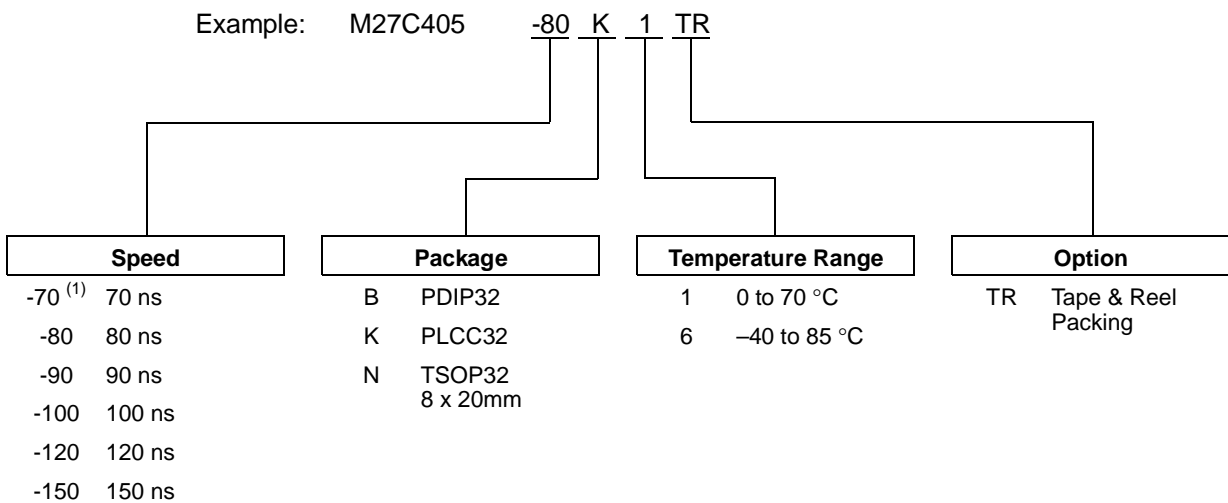 Example: M27C405 -80 K 1 TR
Speed
-70 (1) 70 ns
-80 80 ns
-90 90 ns
-100 100 ns
-120 120 ns
-150 150 ns
Package
B PDIP32
K PLCC32
N TSOP32
8 x 20mm
Temperature Range
1 0 to 70 °C
6 –40 to 85 °C
Option
TR Tape & Reel
Packing